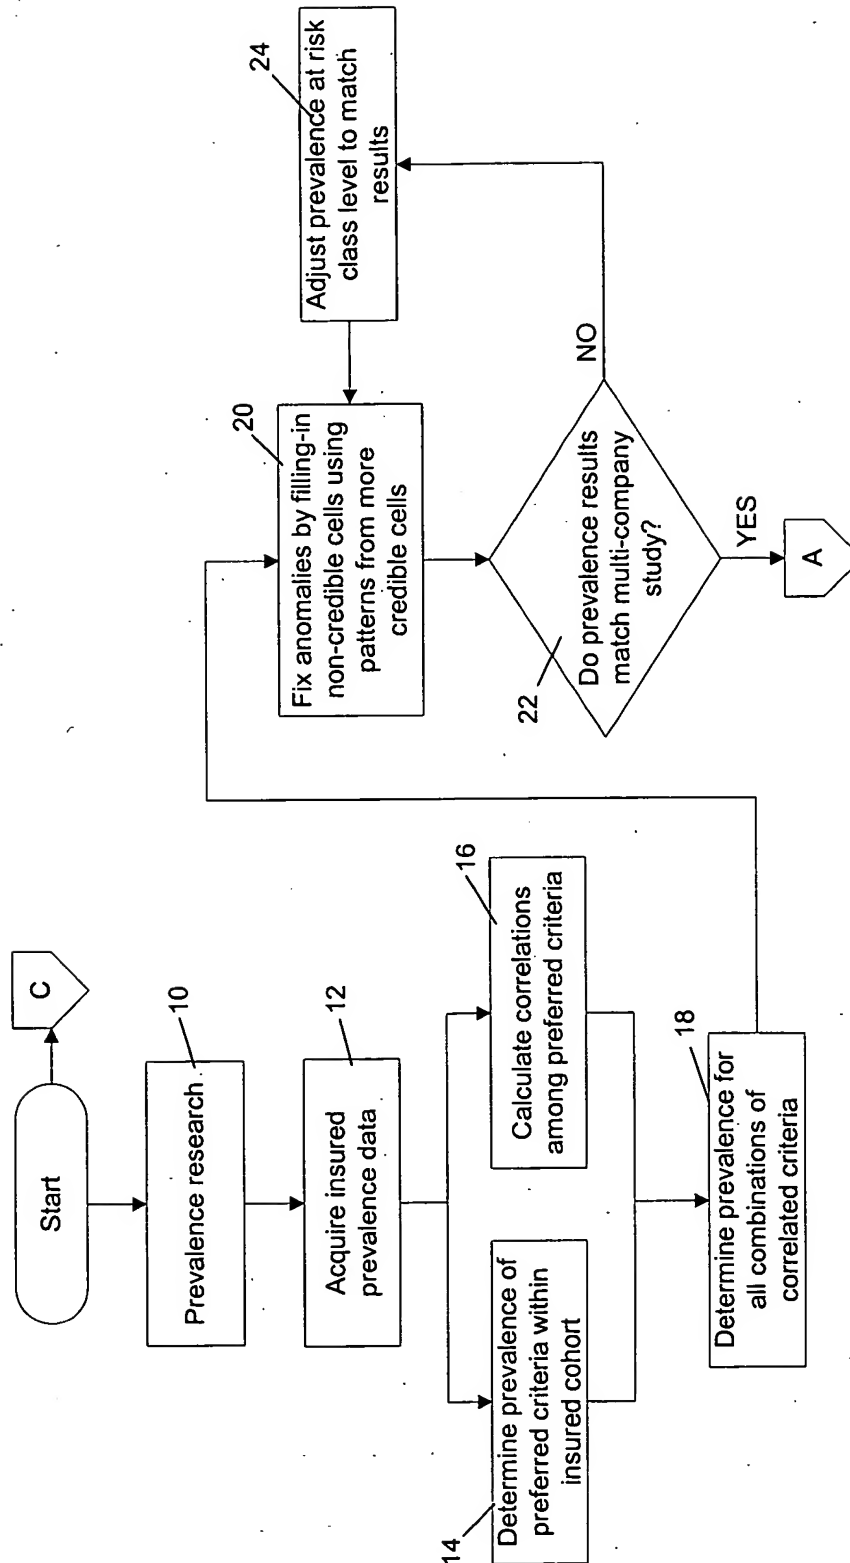 Start
C
10
Prevalence research
12
Acquire insured
prevalence data
14
Determine prevalence of
preferred criteria within
insured cohort
16
Calculate correlations
among preferred criteria
18
Determine prevalence for
all combinations of
correlated criteria
20
Fix anomalies by filling-in
non-credible cells using
patterns from more
credible cells
24
Adjust prevalence at risk
class level to match
results
22
Do prevalence results
match multi-company
study?
NO
YES
A